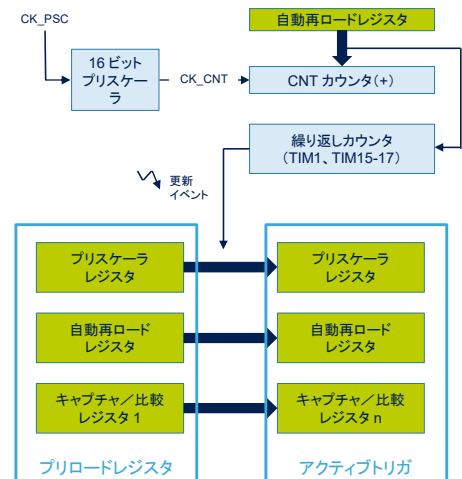 CK_PSC
自動再ロードレジスタ
16 ビット
プリスケー
ラ
CK_CNT
CNT カウンタ(+)
繰り返しカウンタ
(TIM1、TIM15-17)
更新
イベント
プリスケーラ
レジスタ
プリスケーラ
レジスタ
自動再ロード
レジスタ
自動再ロード
レジスタ
キャプチャ/比較
レジスタ 1
キャプチャ/比較
レジスタ n
プリロードレジスタ
アクティブトリガ